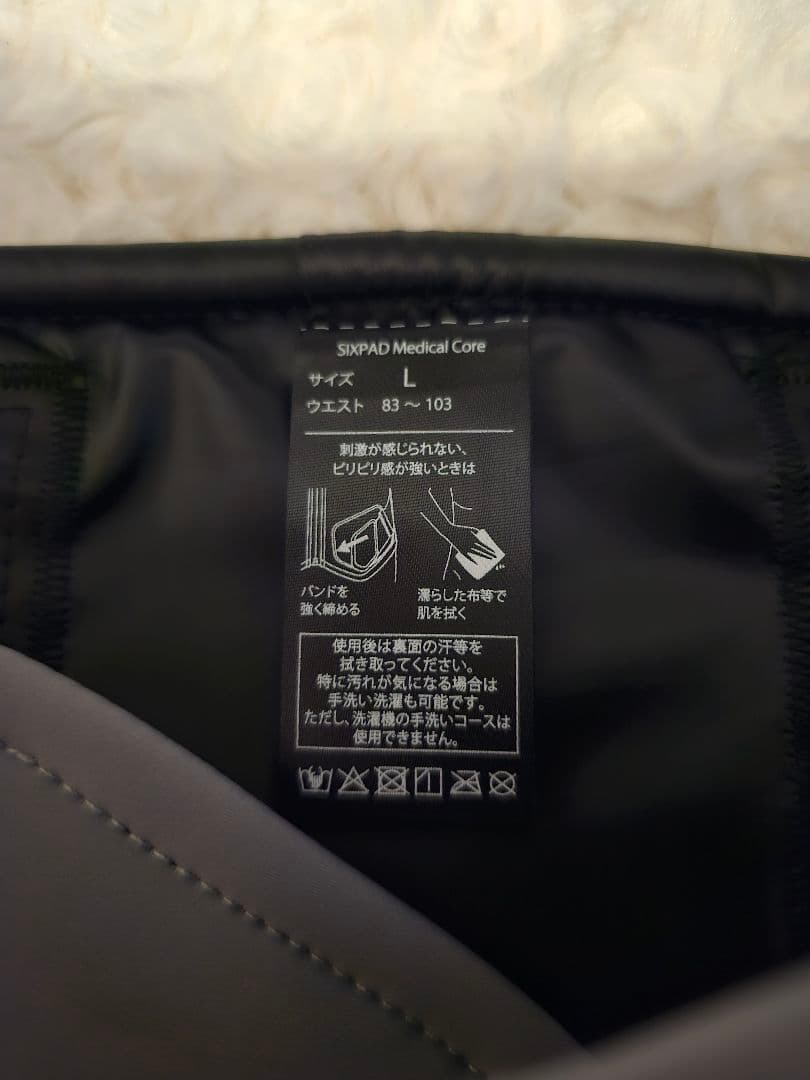 SIXPAD Medical Core
サイズ L
ウエスト 83～103
刺激が感じられない、
ピリピリ感が強いときは
バンドを
強く締める
濡らした布等で
肌を拭く
使用後は裏面の汗等を
拭き取ってください。
特に汚れが気になる場合は
手洗い洗濯も可能です。
ただし、洗濯機の手洗いコースは
使用できません。